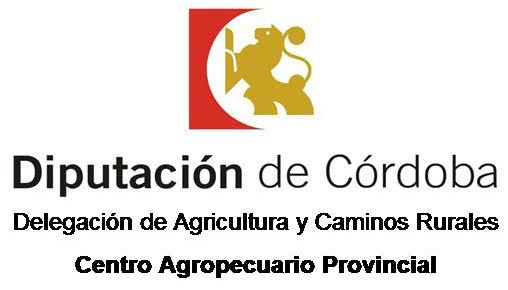 Diputación de Córdoba
Delegación de Agricultura y Caminos Rurales
Centro Agropecuario Provincial